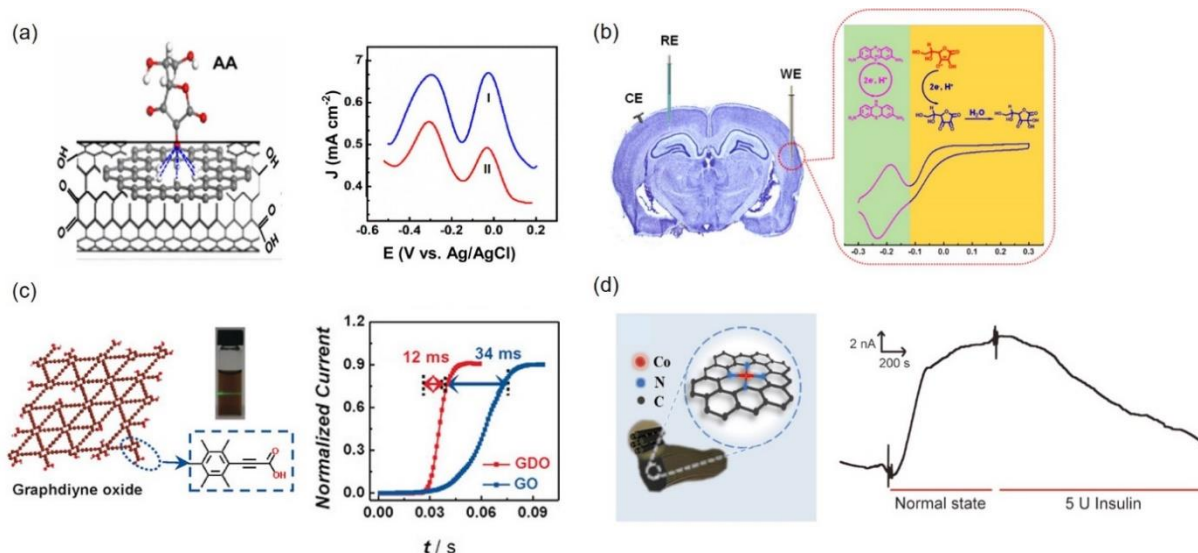 (a)
AA
OH
OH
O
O
OH
OH
J (mA cm⁻²)
7
0.6
0.5
0.4
I
II
-0.6 -0.4 -0.2 0.0 0.2
E (V vs. Ag/AgCl)
(b)
RE
WE
CE
2e, H⁺
2e, H⁺
H₂O
-0.3 -0.2 -0.1 0.0 0.1 0.2 0.3
(c)
Graphdiyne oxide
O
OH
Normalized Current
1.2
0.9
0.6
0.3
0.0
12 ms
34 ms
GDO
GO
0.00 0.03 0.06 0.09
t / s
(d)
Co
N
C
2 nA
200 s
Normal state
5 U Insulin